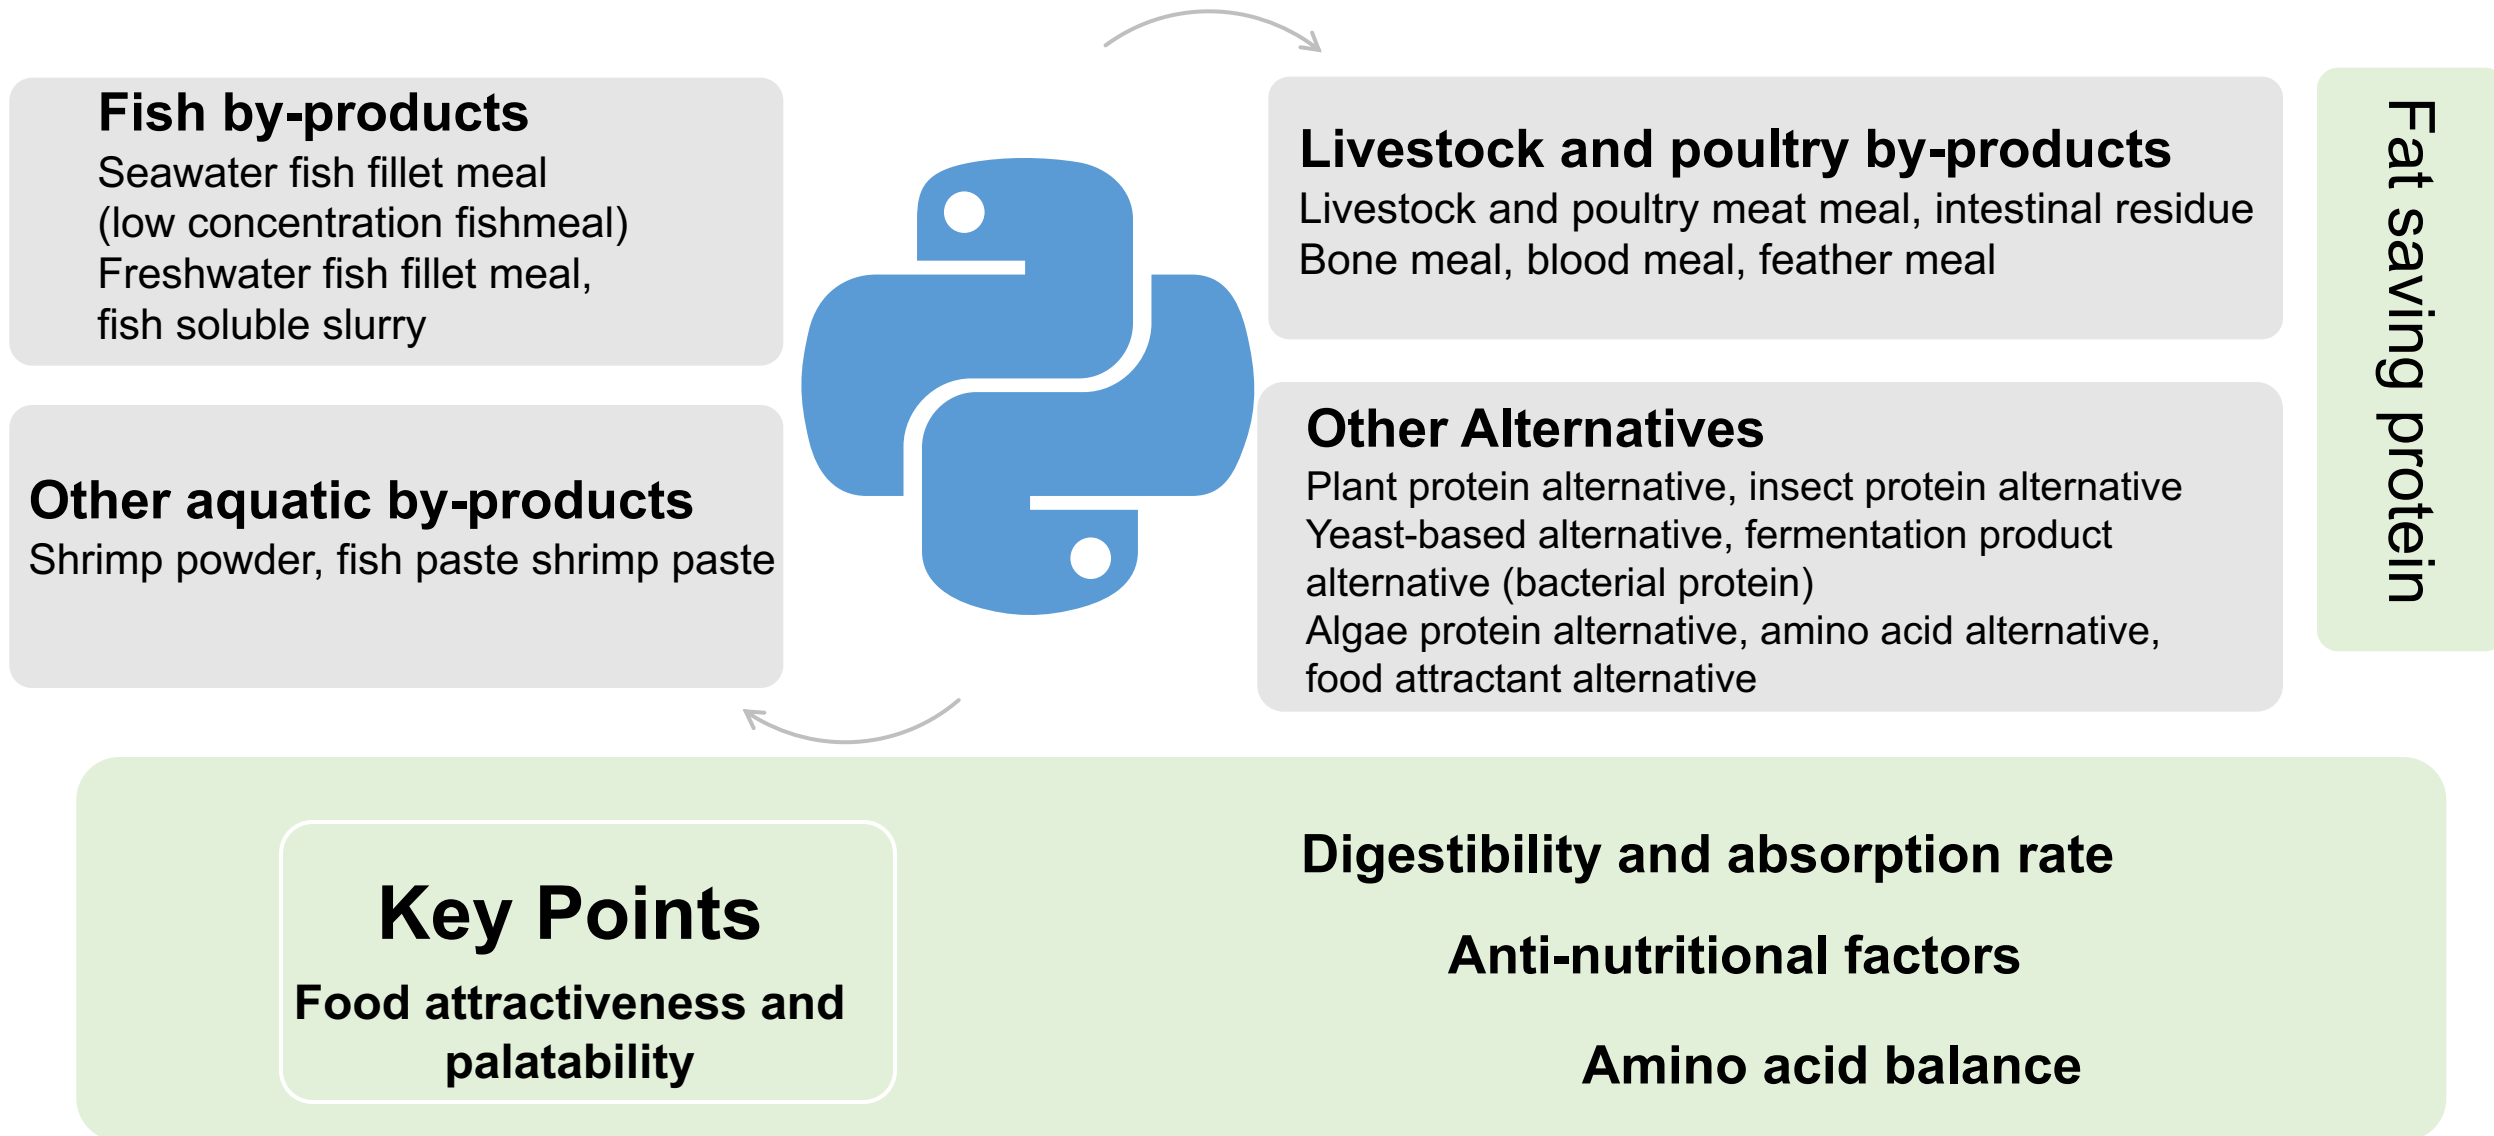 Fish by-products
Seawater fish fillet meal
(low concentration fishmeal)
Freshwater fish fillet meal,
fish soluble slurry
Other aquatic by-products
Shrimp powder, fish paste shrimp paste
Livestock and poultry by-products
Livestock and poultry meat meal, intestinal residue
Bone meal, blood meal, feather meal
Other Alternatives
Plant protein alternative, insect protein alternative
Yeast-based alternative, fermentation product
alternative (bacterial protein)
Algae protein alternative, amino acid alternative,
food attractant alternative
Fat saving protein
Key Points
Food attractiveness and
palatability
Digestibility and absorption rate
Anti-nutritional factors
Amino acid balance